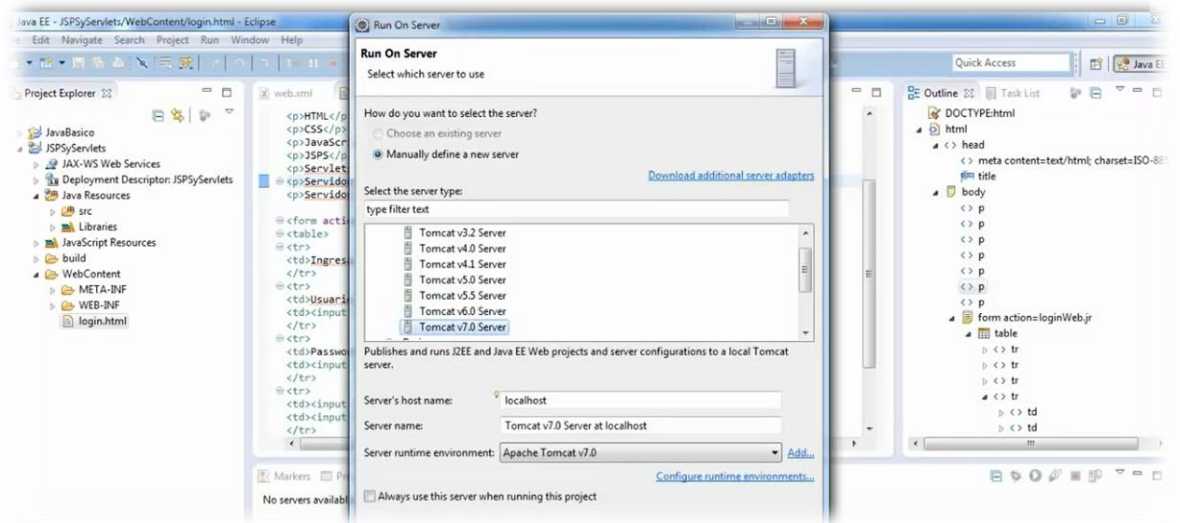 Java EE - JSPSyServlets/WebContent/login.html - Eclipse
Edit Navigate Search Project Run Window Help
Quick Access
Java EE
Project Explorer
JavaBasico
JSPSyServlets
JAX-WS Web Services
Deployment Descriptor: JSPSyServlets
Java Resources
src
Libraries
JavaScript Resources
build
WebContent
META-INF
WEB-INF
login.html
web.xml
<p>HTML</p
<p>CSS</p>
<p>JavaScr
<p>JSPS</p
<p>Servlet
<p>Servido
<p>Servido
<form acti
<table>
<tr>
<td>Ingres
</tr>
<tr>
<td>Usuari
<td><input
</tr>
<tr>
<td>Passwo
<td><input
</tr>
<tr>
<td><input
<td><input
</tr>
Markers
No servers availabl
Run On Server
Run On Server
Select which server to use
How do you want to select the server?
Choose an existing server
Manually define a new server
Download additional server adapters
Select the server type:
type filter text
Tomcat v3.2 Server
Tomcat v4.0 Server
Tomcat v4.1 Server
Tomcat v5.0 Server
Tomcat v5.5 Server
Tomcat v6.0 Server
Tomcat v7.0 Server
Publishes and runs J2EE and Java EE Web projects and server configurations to a local Tomcat
server.
Server's host name: localhost
Server name: Tomcat v7.0 Server at localhost
Server runtime environment: Apache Tomcat v7.0 Add...
Configure runtime environments...
Always use this server when running this project
Outline Task List
DOCTYPE:html
html
head
meta content=text/html; charset=ISO-885
title
body
p
p
p
p
p
p
p
form action=loginWeb.jr
table
tr
tr
tr
tr
td
td